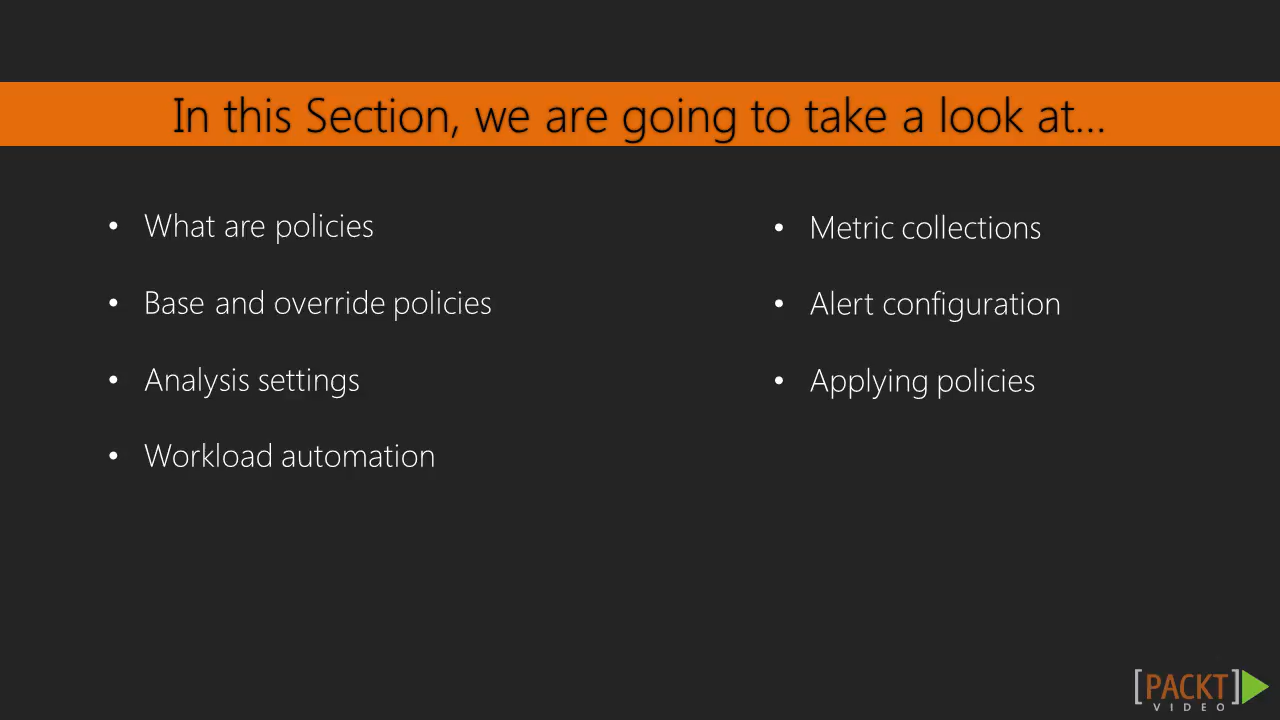 In this Section, we are going to take a look at...
• What are policies
• Base and override policies
• Analysis settings
• Workload automation
• Metric collections
• Alert configuration
• Applying policies
[PACKT]
VIDEO